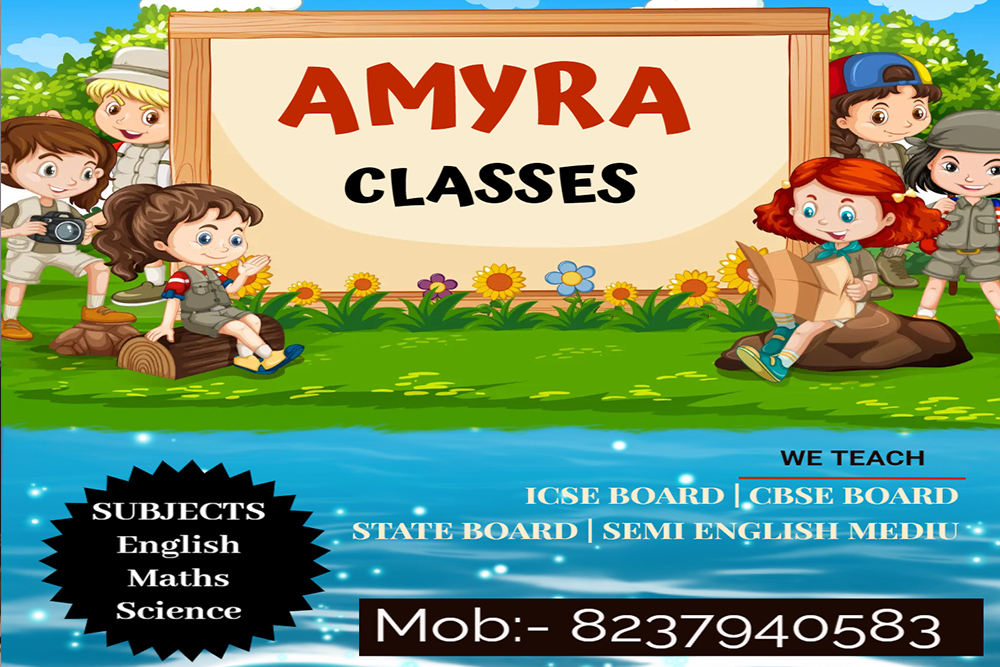 AMYRA
CLASSES
SUBJECTS
English
Maths
Science
WE TEACH
ICSE BOARD | CBSE BOARD
STATE BOARD | SEMI ENGLISH MEDIU
Mob:- 8237940583